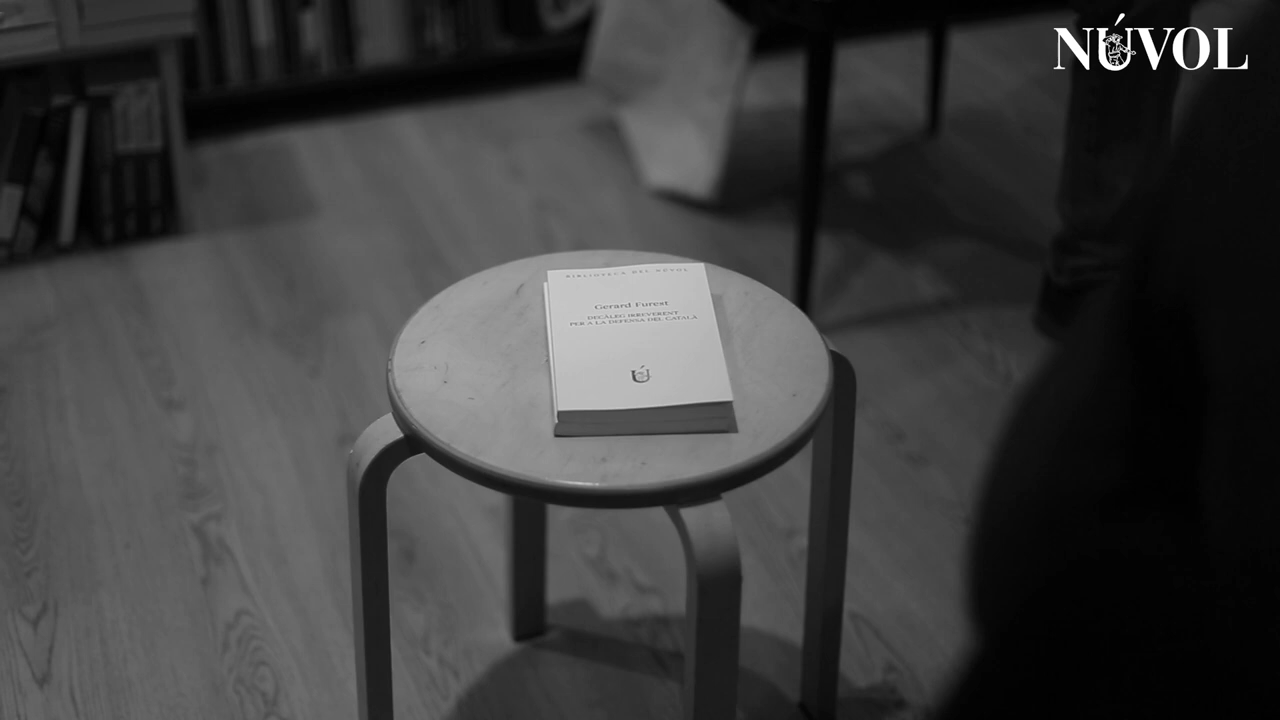 NÚVOL
BIBLIOTECA DEL NÚVOL
Gerard Furest
DECÀLEG IRREVERENT
PER A LA DEFENSA DEL CATALÀ
Ú